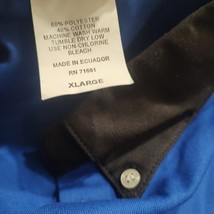 60% POLYESTER
40% COTTON
MACHINE WASH WARM
TUMBLE DRY LOW
USE NON-CHLORINE
BLEACH
MADE IN ECUADOR
RN 71661
XLARGE